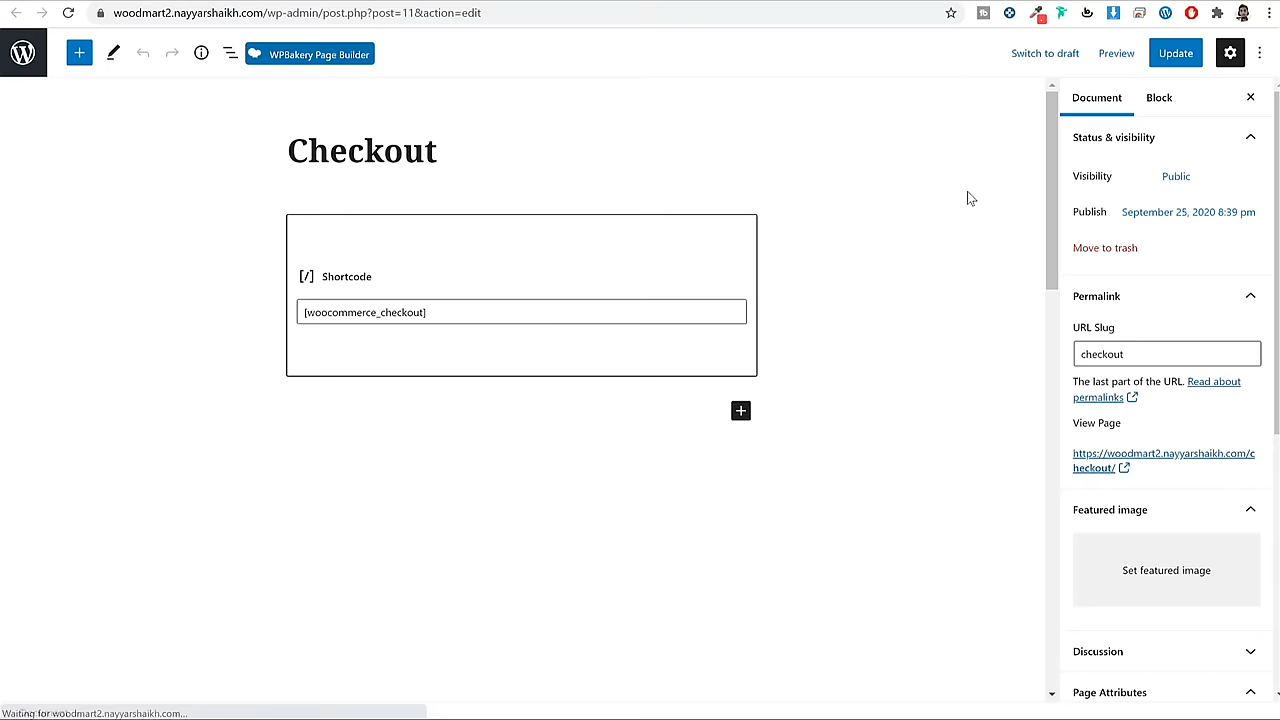 woodmart2.nayyarshaikh.com/wp-admin/post.php?post=11&action=edit
WPBakery Page Builder
Switch to draft
Preview
Update
Document
Block
Checkout
Status & visibility
Visibility
Public
Publish
September 25, 2020 8:39 pm
Move to trash
[/] Shortcode
[woocommerce_checkout]
Permalink
URL Slug
checkout
The last part of the URL. Read about
permalinks
View Page
https://woodmart2.nayyarshaikh.com/c
heckout/
Featured image
Set featured image
Discussion
Page Attributes
Waiting for woodmart2.nayyarshaikh.com...